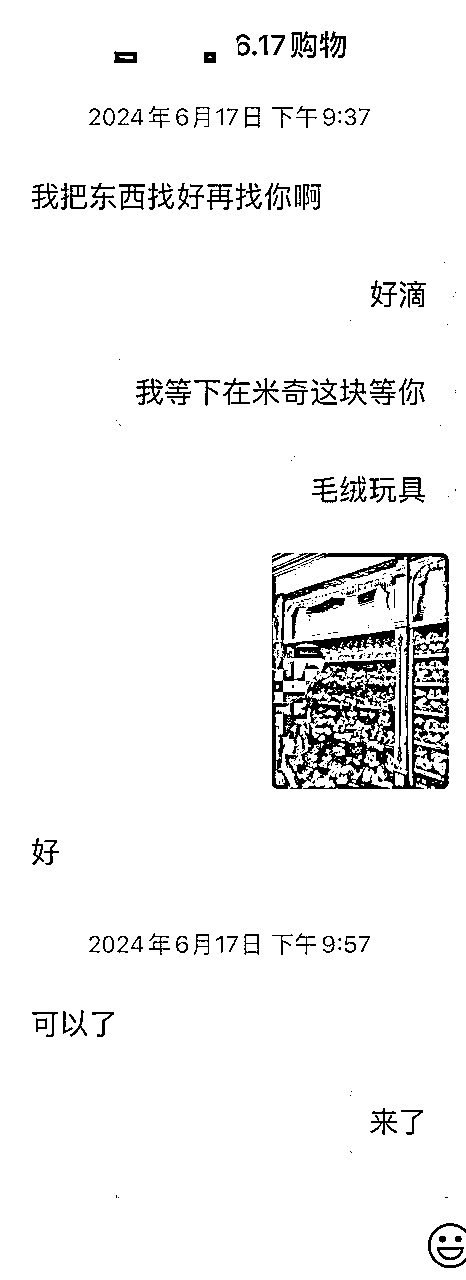 6.17购物
2024年6月17日 下午9:37
我把东西找好再找你啊
好滴
我等下在米奇这块等你
毛绒玩具
好
2024年6月17日 下午9:57
可以了
来了